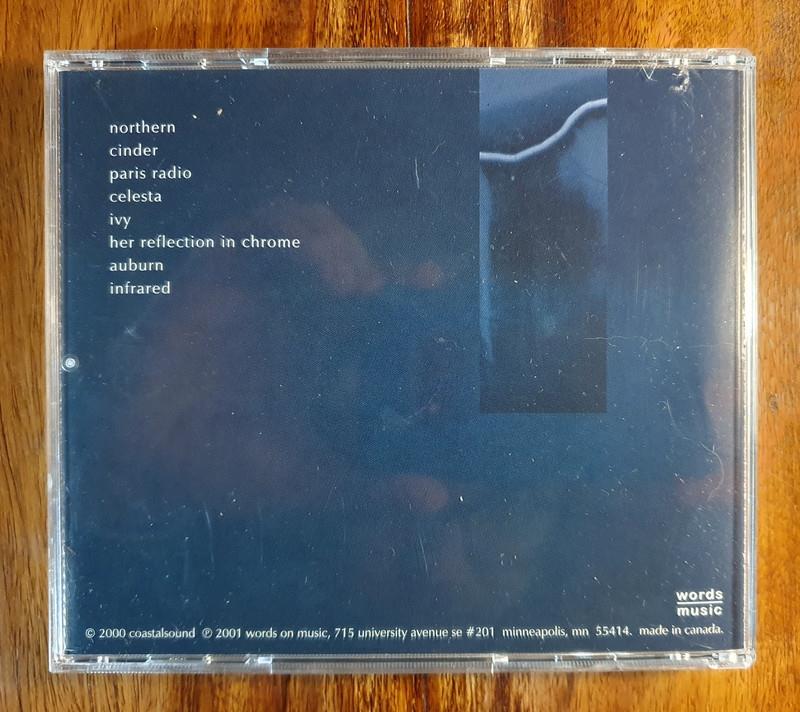 northern
cinder
paris radio
celesta
ivy
her reflection in chrome
auburn
infrared
words
music
© 2000 coastalsound ℗ 2001 words on music, 715 university avenue se #201 minneapolis, mn 55414. made in canada.